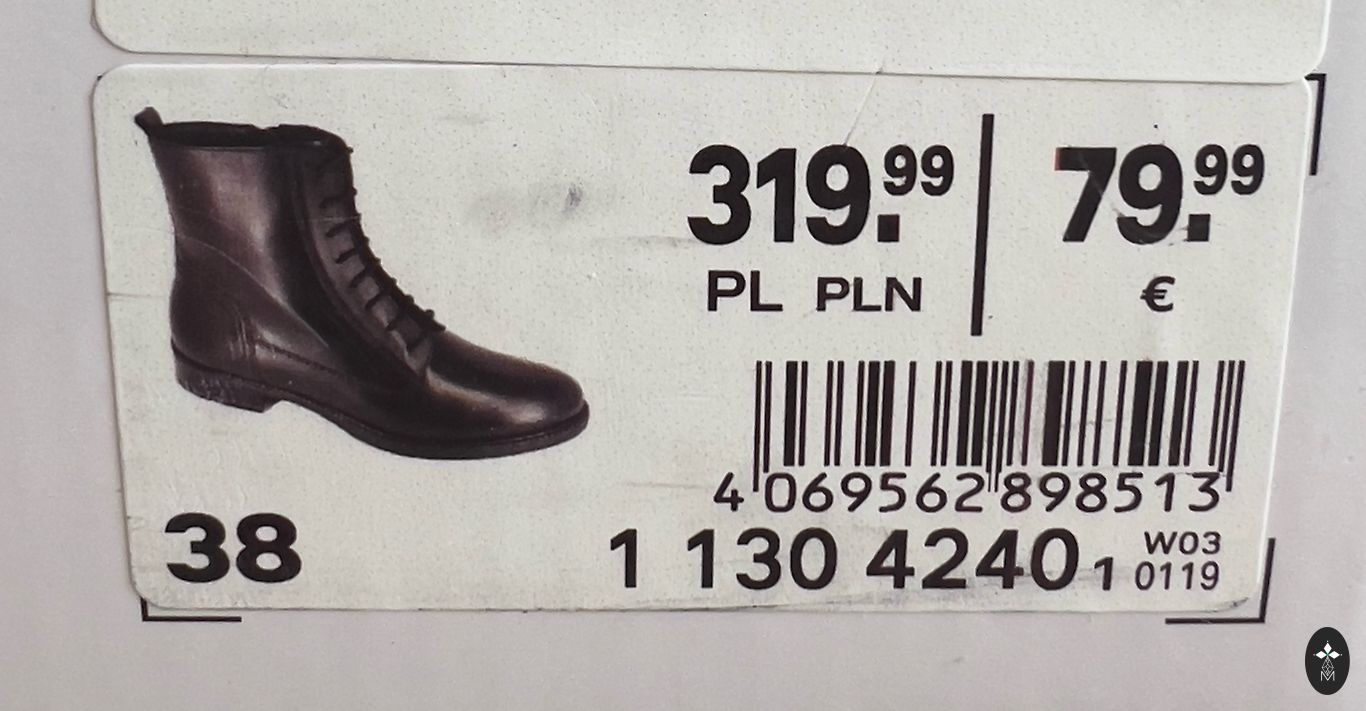 319.99 79.99
PL PLN €
4 069562 898513
38 1 130 4240 1 W03
0119
M